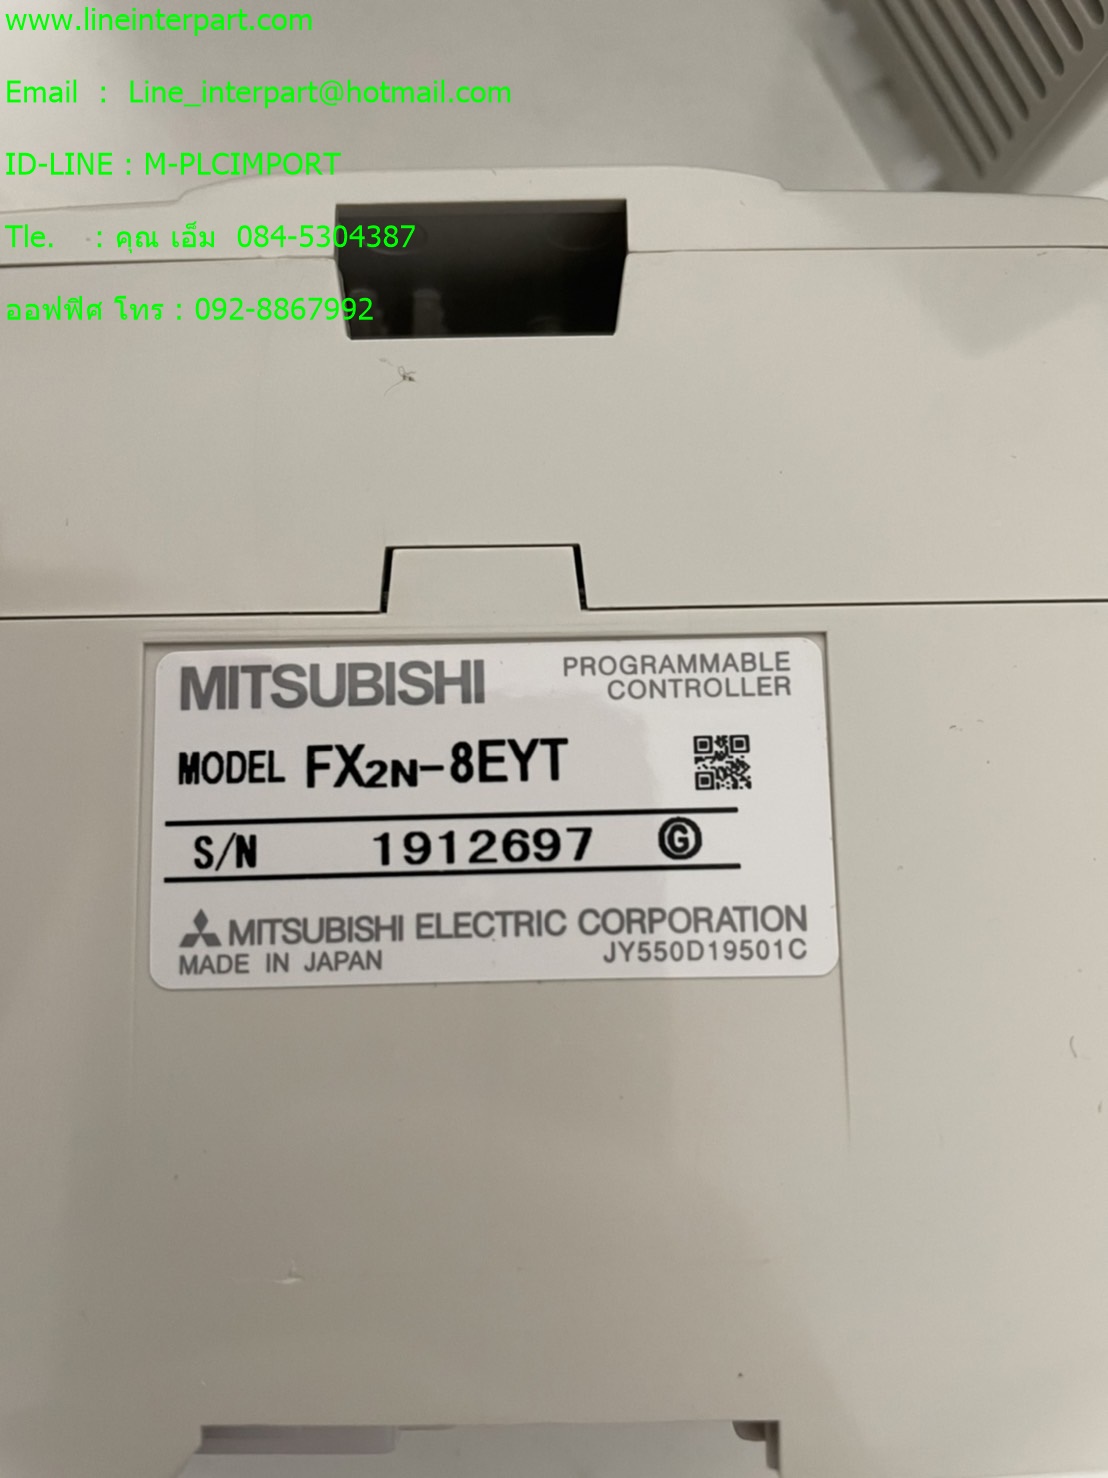 www.lineinterpart.com
Email : Line_interpart@hotmail.com
ID-LINE : M-PLCIMPORT
Tle. : คุณ เอ็ม 084-5304387
ออฟฟิศ โทร : 092-8867992
MITSUBISHI
PROGRAMMABLE
CONTROLLER
MODEL FX2N-8EYT
S/N 1912697 G
MITSUBISHI ELECTRIC CORPORATION
MADE IN JAPAN JY550D19501C